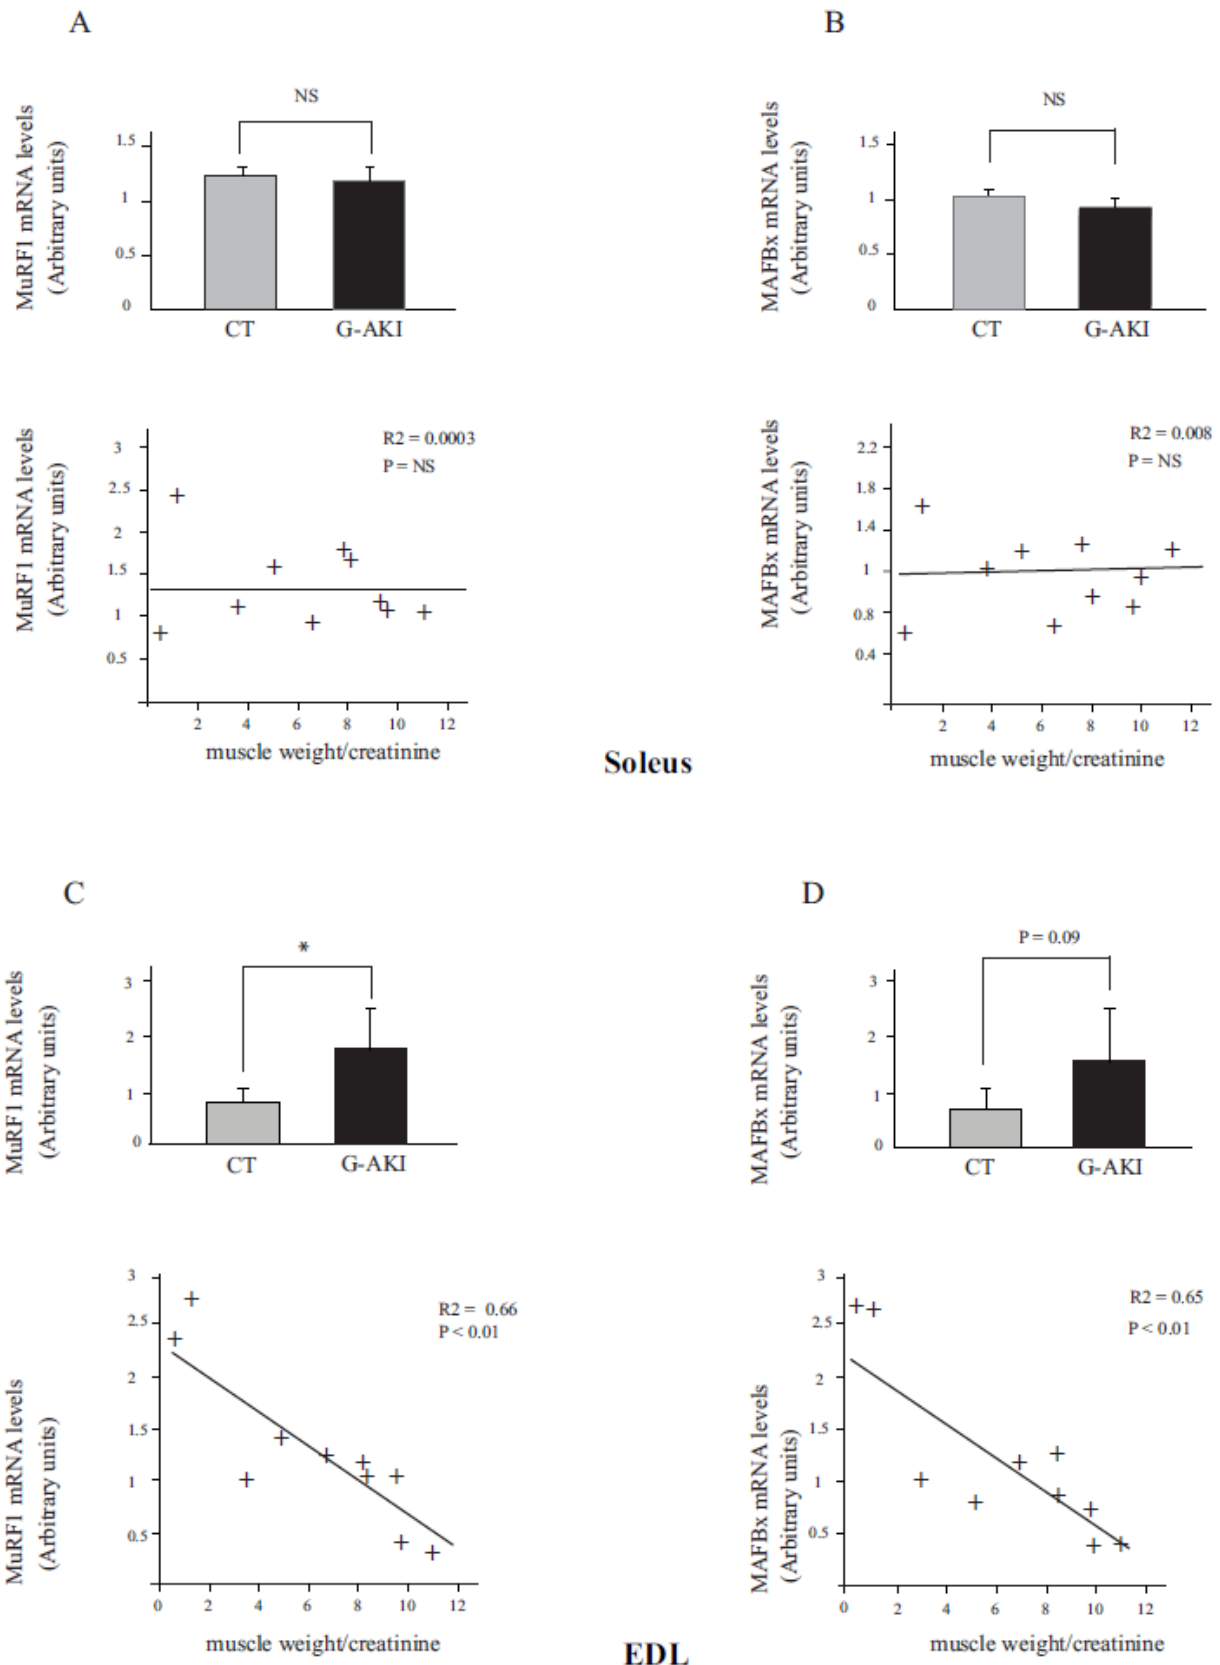 A
B
NS
NS
MuRF1 mRNA levels
(Arbitrary units)
1.5
1
0.5
0
CT
G-AKI
MAFBx mRNA levels
(Arbitrary units)
1.5
1
0.5
0
CT
G-AKI
MuRF1 mRNA levels
(Arbitrary units)
R2 = 0.0003
P = NS
3
2.5
2
1.5
1
0.5
2 4 6 8 10 12
muscle weight/creatinine
MAFBx mRNA levels
(Arbitrary units)
R2 = 0.008
P = NS
2.2
1.8
1.4
1
0.8
0.4
2 4 6 8 10 12
muscle weight/creatinine
Soleus
C
D
*
P = 0.09
MuRF1 mRNA levels
(Arbitrary units)
3
2
1
0
CT
G-AKI
MAFBx mRNA levels
(Arbitrary units)
3
2
1
0
CT
G-AKI
MuRF1 mRNA levels
(Arbitrary units)
R2 = 0.66
P < 0.01
3
2.5
2
1.5
1
0.5
0 2 4 6 8 10 12
muscle weight/creatinine
MAFBx mRNA levels
(Arbitrary units)
R2 = 0.65
P < 0.01
3
2.5
2
1.5
1
0.5
0 2 4 6 8 10 12
muscle weight/creatinine
EDL